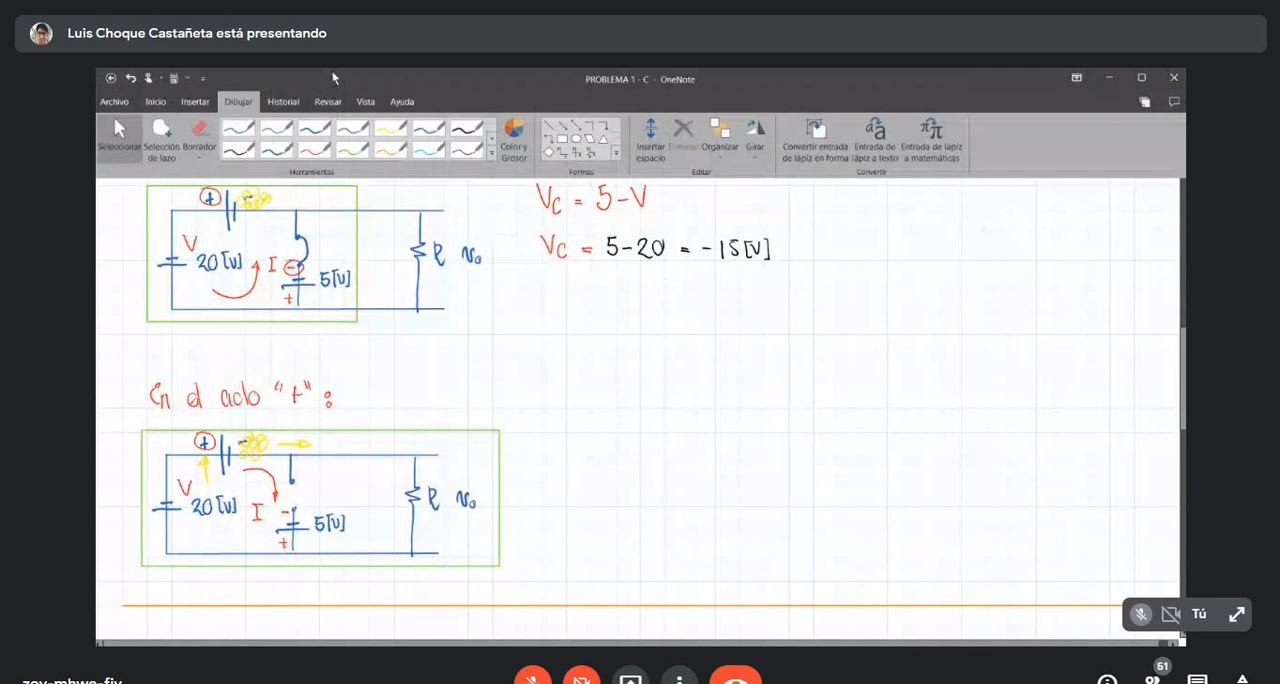 Luis Choque Castañeta está presentando
PROBLEMA 1 - C - OneNote
Archivo Inicio Insertar Dibujar Historial Revisar Vista Ayuda
Seleccionar Selección de lazo Borrador Color y Grosor Insertar espacio Eliminar Organizar Girar Convertir entrada de lápiz en forma Entrada de lápiz a texto Entrada de lápiz a matemáticas
Herramientas Formas Editar Convertir
+ -
V
20[V] I - 5[V] R vo
+
Vc = 5-V
Vc = 5-20 = -15[V]
En el ado "+" :
+ -
V
20[V] I - 5[V] R vo
+
Tú
61